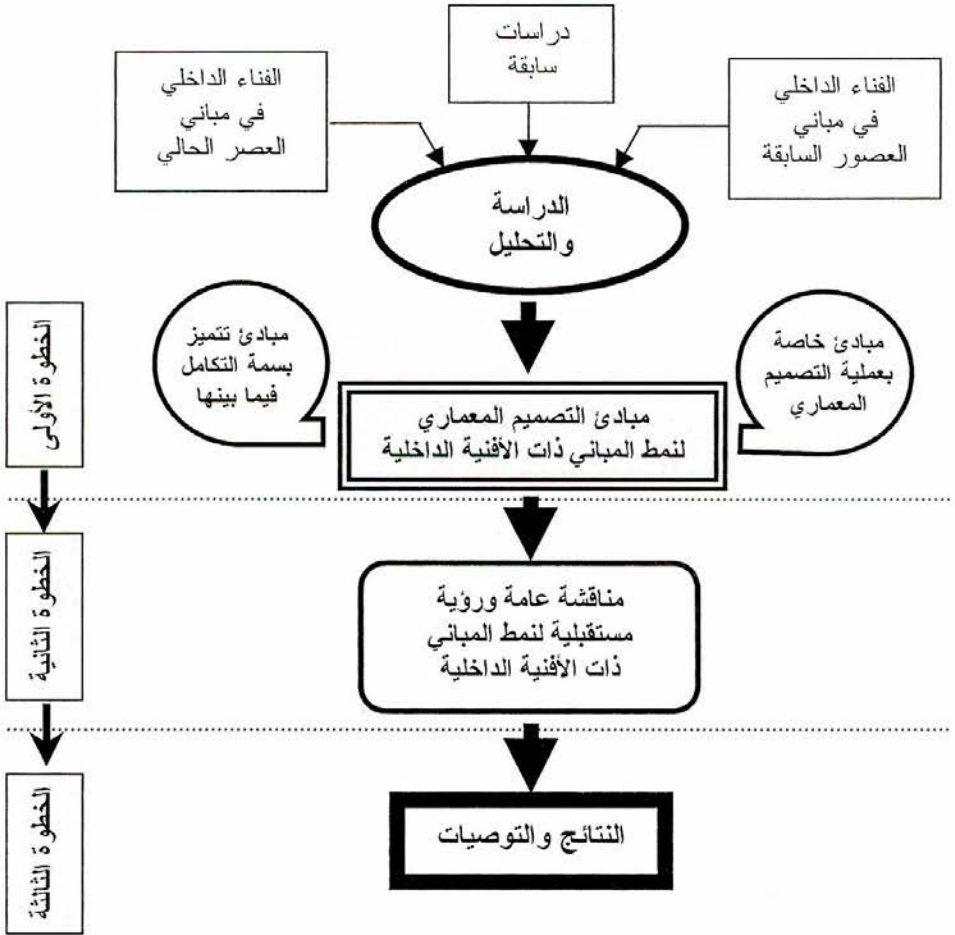 دراسات
سابقة
الفناء الداخلي
في مباني
العصور السابقة
الفناء الداخلي
في مباني
العصر الحالي
الدراسة
والتحليل
الخطوة الأولى
مبادئ خاصة
بعملية التصميم
المعماري
مبادئ تتميز
بسمة التكامل
فيما بينها
مبادئ التصميم المعماري
لنمط المباني ذات الأفنية الداخلية
الخطوة الثانية
مناقشة عامة ورؤية
مستقبلية لنمط المباني
ذات الأفنية الداخلية
الخطوة الثالثة
النتائج والتوصيات